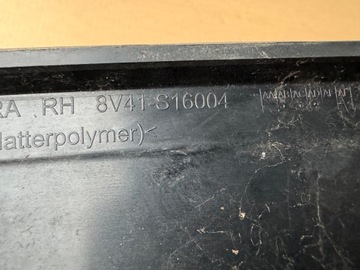 RA RH 8V41-S16004
latterpolymer)<